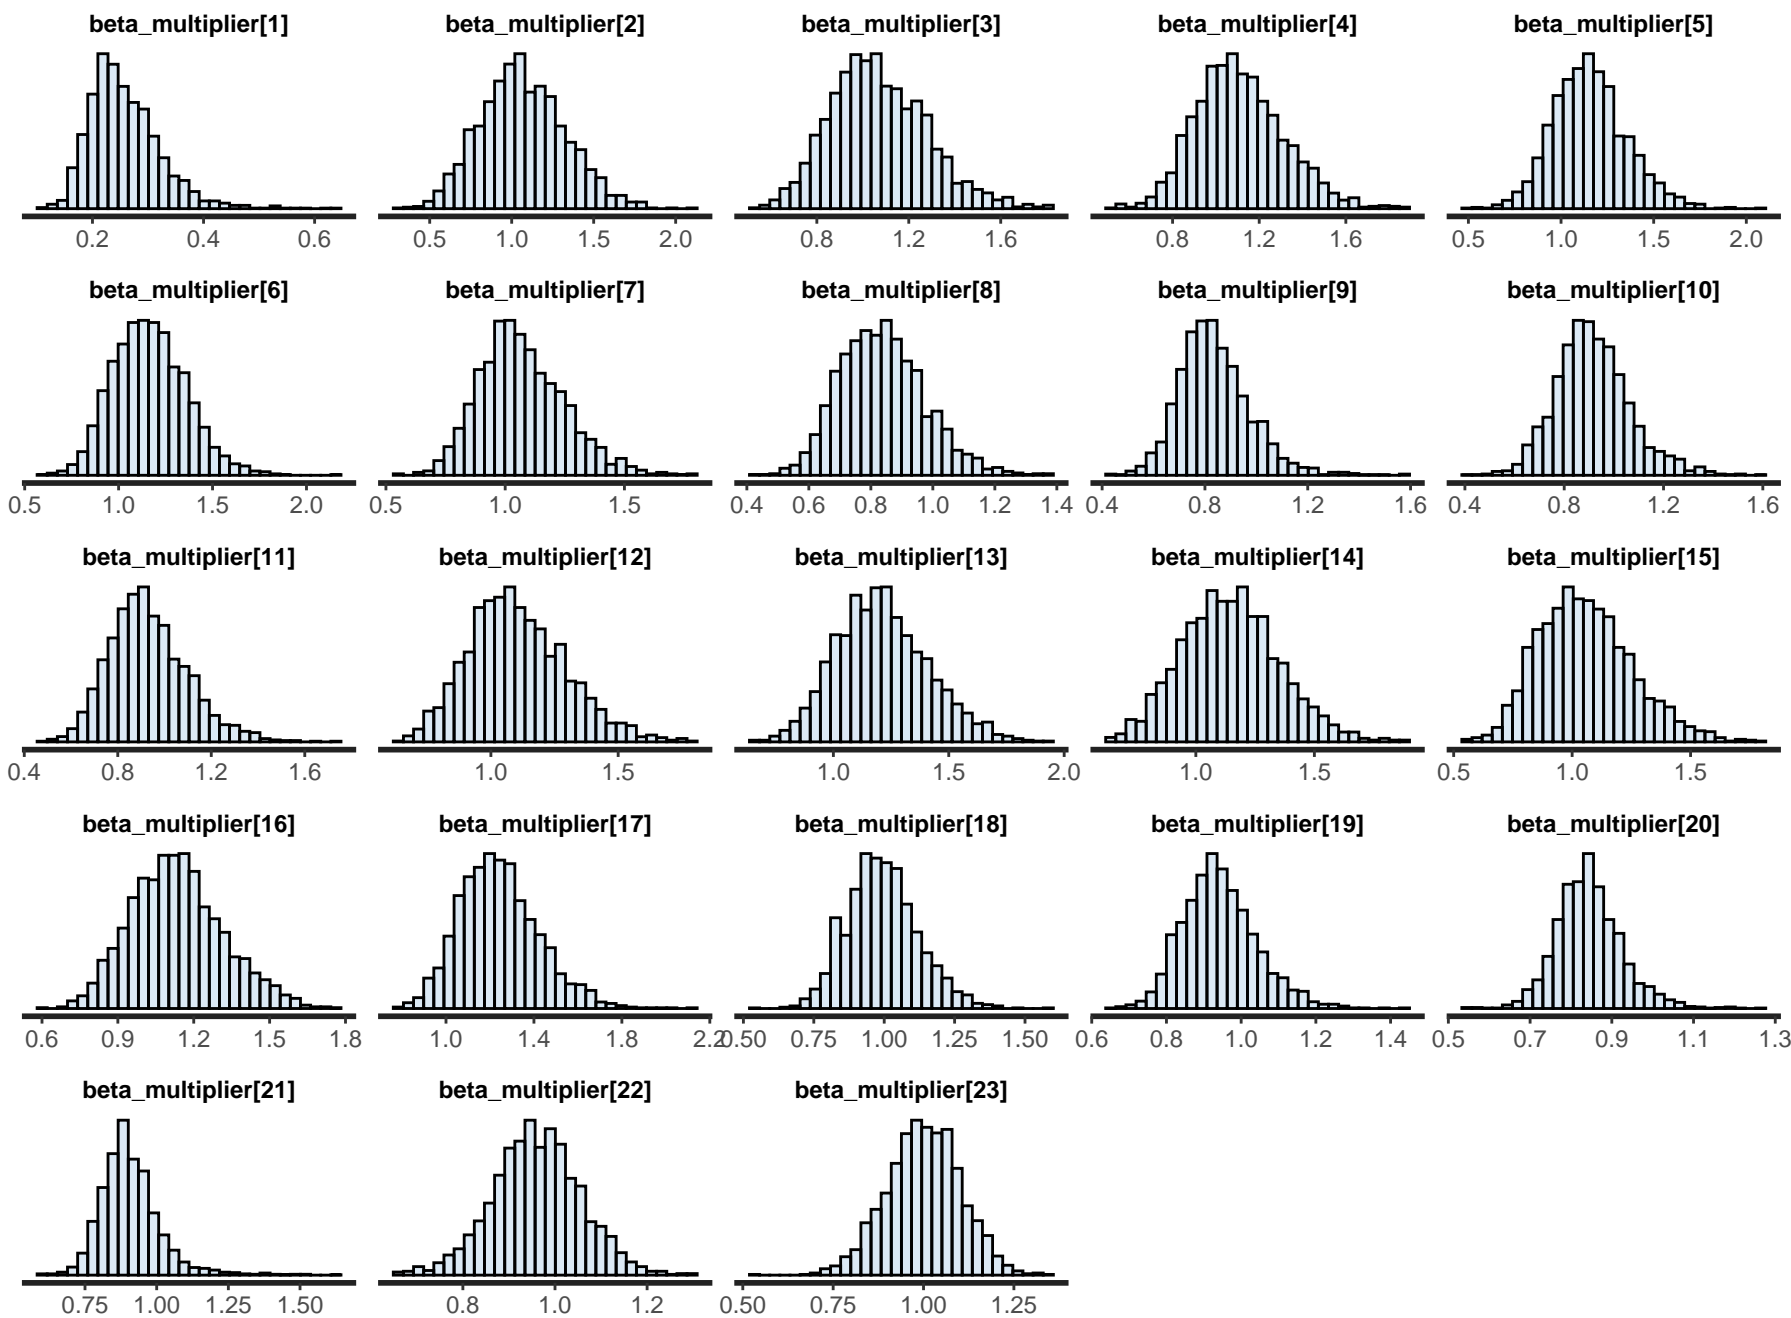 beta_multiplier[1] beta_multiplier[2] beta_multiplier[3] beta_multiplier[4] beta_multiplier[5]
0.2 0.4 0.6 0.5 1.0 1.5 2.0 0.8 1.2 1.6 0.8 1.2 1.6 0.5 1.0 1.5 2.0
beta_multiplier[6] beta_multiplier[7] beta_multiplier[8] beta_multiplier[9] beta_multiplier[10]
0.5 1.0 1.5 2.0 0.5 1.0 1.5 0.4 0.6 0.8 1.0 1.2 1.4 0.4 0.8 1.2 1.6 0.4 0.8 1.2 1.6
beta_multiplier[11] beta_multiplier[12] beta_multiplier[13] beta_multiplier[14] beta_multiplier[15]
0.4 0.8 1.2 1.6 1.0 1.5 1.0 1.5 2.0 1.0 1.5 0.5 1.0 1.5
beta_multiplier[16] beta_multiplier[17] beta_multiplier[18] beta_multiplier[19] beta_multiplier[20]
0.6 0.9 1.2 1.5 1.8 1.0 1.4 1.8 2.2 0.50 0.75 1.00 1.25 1.50 0.6 0.8 1.0 1.2 1.4 0.5 0.7 0.9 1.1 1.3
beta_multiplier[21] beta_multiplier[22] beta_multiplier[23]
0.75 1.00 1.25 1.50 0.8 1.0 1.2 0.50 0.75 1.00 1.25